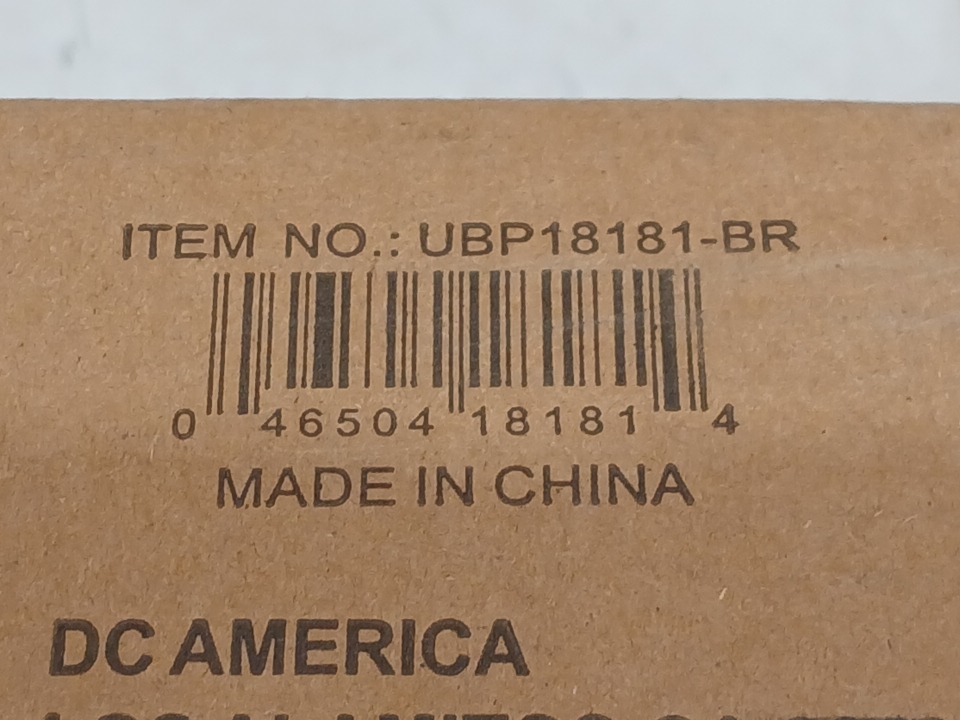 ITEM NO.: UBP18181-BR
0 46504 18181 4
MADE IN CHINA
DC AMERICA